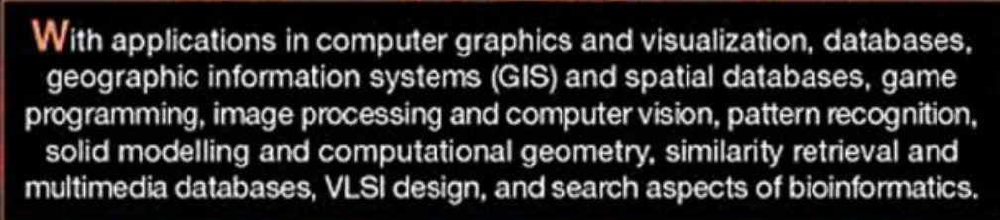 With applications in computer graphics and visualization, databases,
geographic information systems (GIS) and spatial databases, game
programming, image processing and computer vision, pattern recognition,
solid modelling and computational geometry, similarity retrieval and
multimedia databases, VLSI design, and search aspects of bioinformatics.